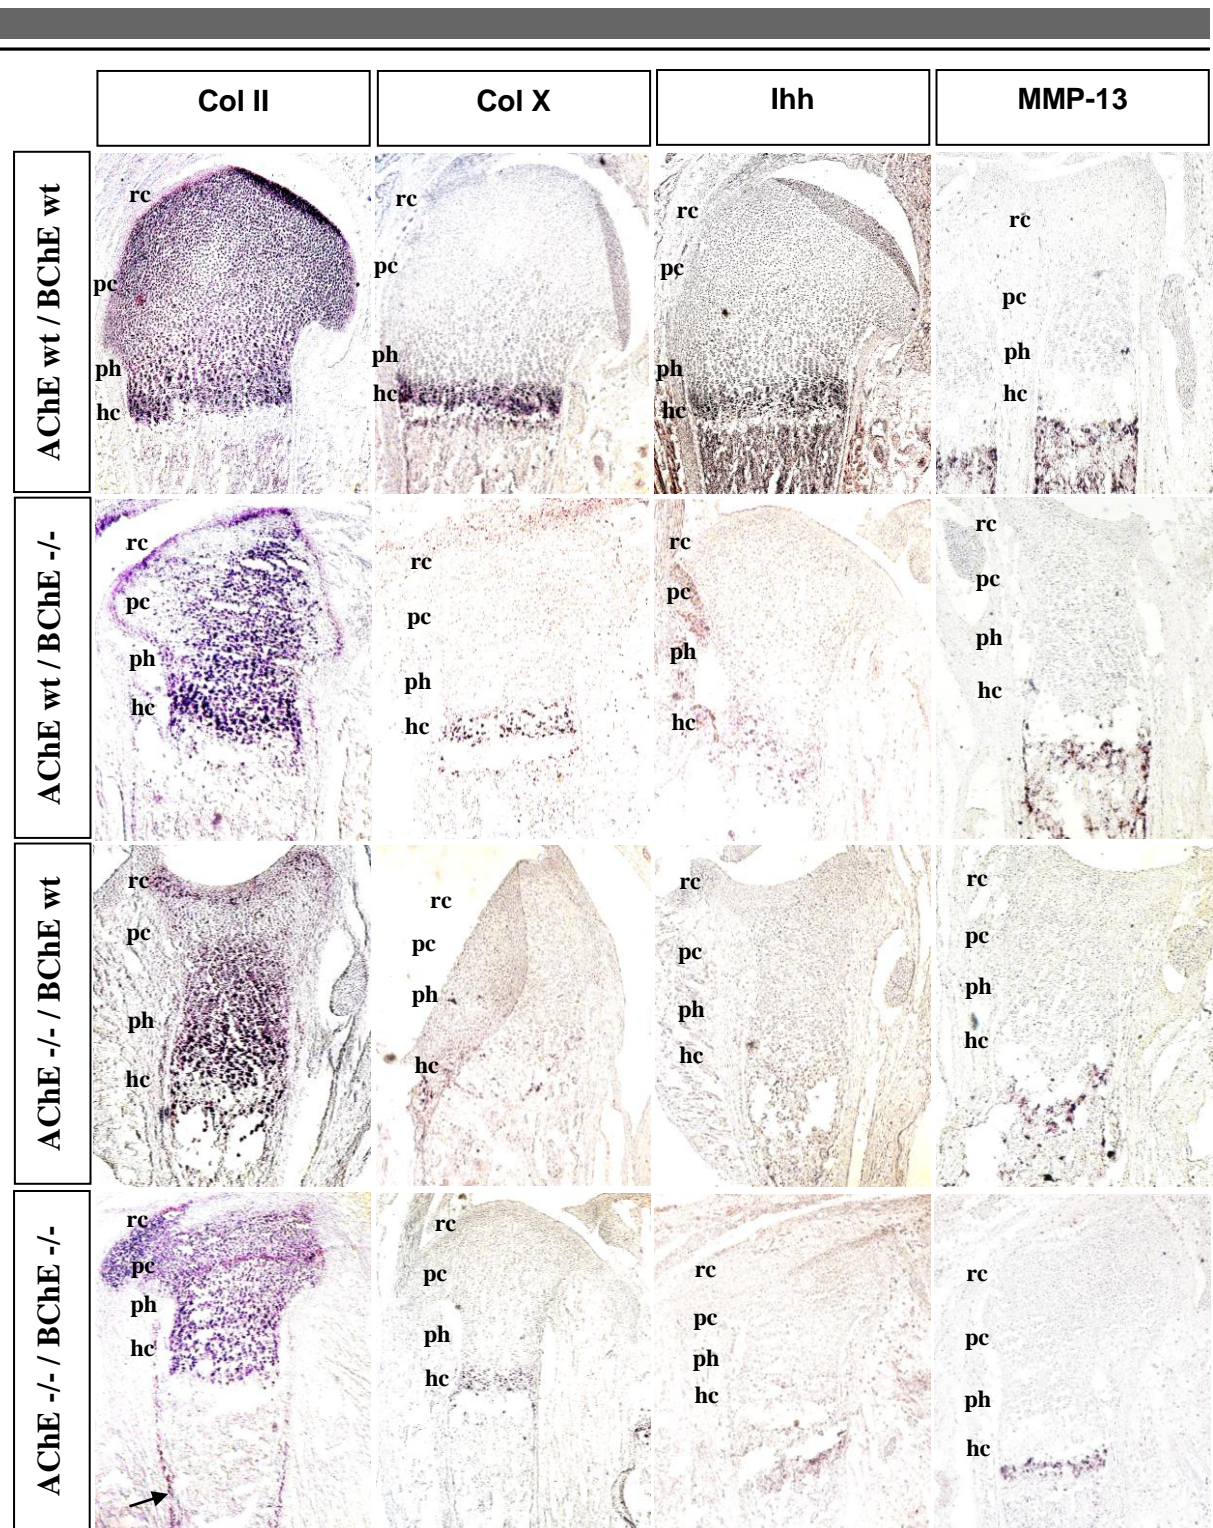 Col II
Col X
Ihh
MMP-13
AChE wt / BChE wt
rc
pc
ph
hc
rc
pc
ph
hc
rc
pc
ph
hc
rc
pc
ph
hc
AChE wt / BChE -/-
rc
pc
ph
hc
rc
pc
ph
hc
rc
pc
ph
hc
rc
pc
ph
hc
AChE -/- / BChE wt
rc
pc
ph
hc
rc
pc
ph
hc
rc
pc
ph
hc
rc
pc
ph
hc
AChE -/- / BChE -/-
rc
pc
ph
hc
rc
pc
ph
hc
rc
pc
ph
hc
rc
pc
ph
hc